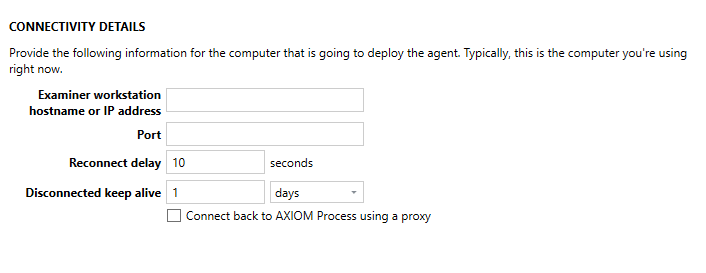 CONNECTIVITY DETAILS
Provide the following information for the computer that is going to deploy the agent. Typically, this is the computer you're using
right now.
Examiner workstation
hostname or IP address
Port
Reconnect delay 10 seconds
Disconnected keep alive 1 days
Connect back to AXIOM Process using a proxy